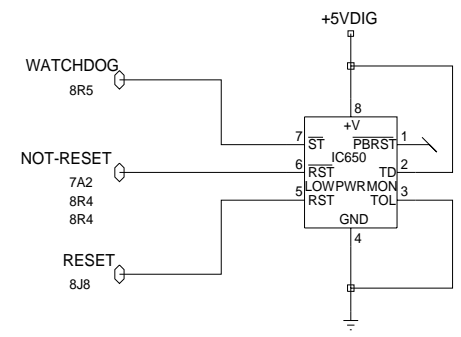 +5VDIG
WATCHDOG
8R5
8
+V
7 ST PBRST 1
IC650
NOT-RESET
6 RST TD 2
7A2
LOWPWRMON
8R4
5 RST TOL 3
8R4
GND
4
RESET
8J8